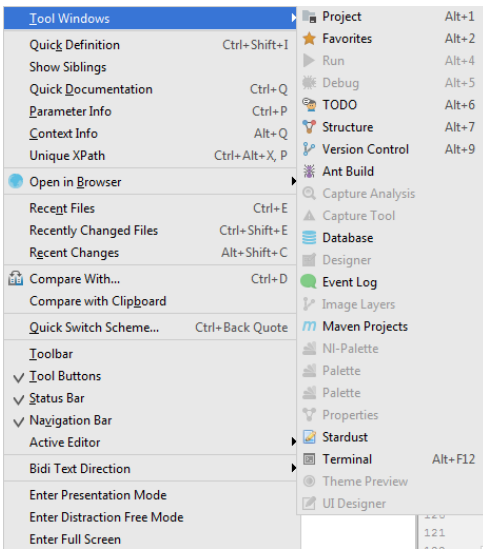 Tool Windows
Quick Definition Ctrl+Shift+I
Show Siblings
Quick Documentation Ctrl+Q
Parameter Info Ctrl+P
Context Info Alt+Q
Unique XPath Ctrl+Alt+X, P
Open in Browser
Recent Files Ctrl+E
Recently Changed Files Ctrl+Shift+E
Recent Changes Alt+Shift+C
Compare With... Ctrl+D
Compare with Clipboard
Quick Switch Scheme... Ctrl+Back Quote
Toolbar
Tool Buttons
Status Bar
Navigation Bar
Active Editor
Bidi Text Direction
Enter Presentation Mode
Enter Distraction Free Mode
Enter Full Screen
Project Alt+1
Favorites Alt+2
Run Alt+4
Debug Alt+5
TODO Alt+6
Structure Alt+7
Version Control Alt+9
Ant Build
Capture Analysis
Capture Tool
Database
Designer
Event Log
Image Layers
Maven Projects
NI-Palette
Palette
Palette
Properties
Stardust
Terminal Alt+F12
Theme Preview
UI Designer
121